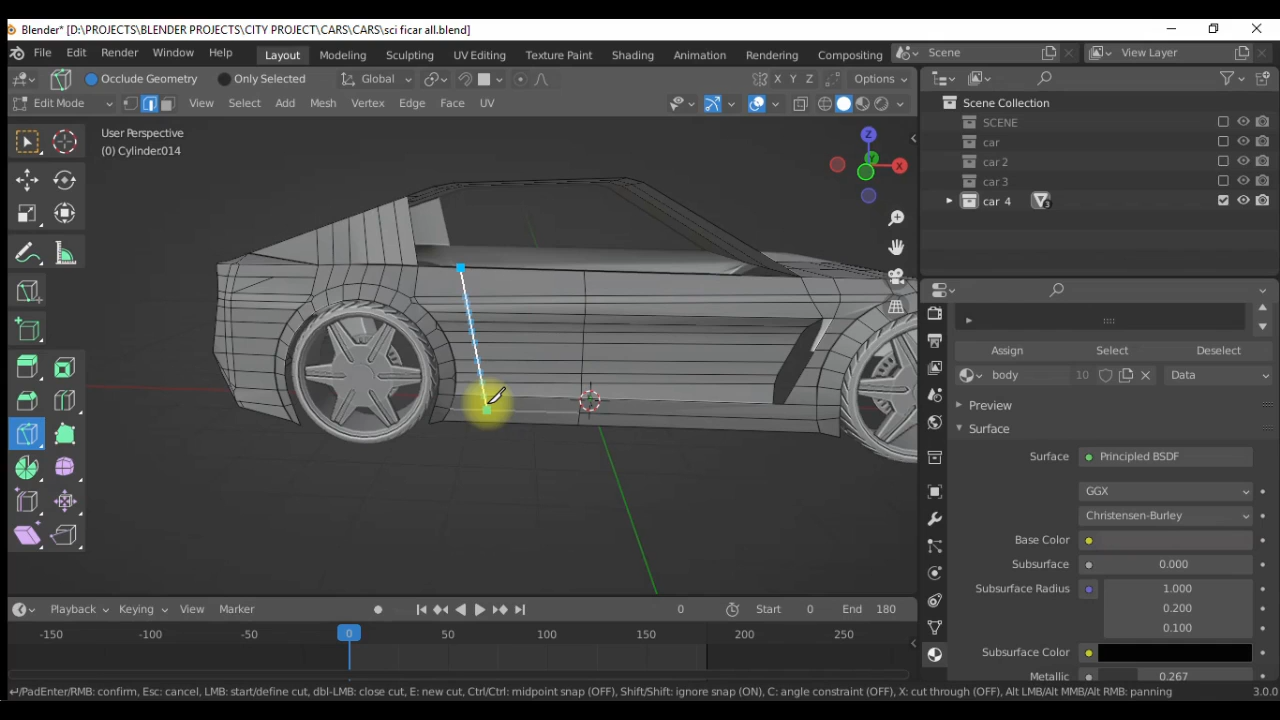 Blender* [D:\PROJECTS\BLENDER PROJECTS\CITY PROJECT\CARS\CARS\sci ficar all.blend]
File Edit Render Window Help Layout Modeling Sculpting UV Editing Texture Paint Shading Animation Rendering Compositing Scene View Layer
Occlude Geometry Only Selected Global X Y Z Options
Edit Mode View Select Add Mesh Vertex Edge Face UV
User Perspective
(0) Cylinder.014
Z
Y
X
Scene Collection
SCENE
car
car 2
car 3
car 4
Assign Select Deselect
body 10 Data
Preview
Surface
Surface Principled BSDF
GGX
Christensen-Burley
Base Color
Subsurface 0.000
Subsurface Radius 1.000
0.200
0.100
Subsurface Color
Metallic 0.267
Playback Keying View Marker 0 Start 0 End 180
-150 -100 -50 0 50 100 150 200 250
/PadEnter/RMB: confirm, Esc: cancel, LMB: start/define cut, dbl-LMB: close cut, E: new cut, Ctrl/Ctrl: midpoint snap (OFF), Shift/Shift: ignore snap (ON), C: angle constraint (OFF), X: cut through (OFF), Alt LMB/Alt MMB/Alt RMB: panning 3.0.0